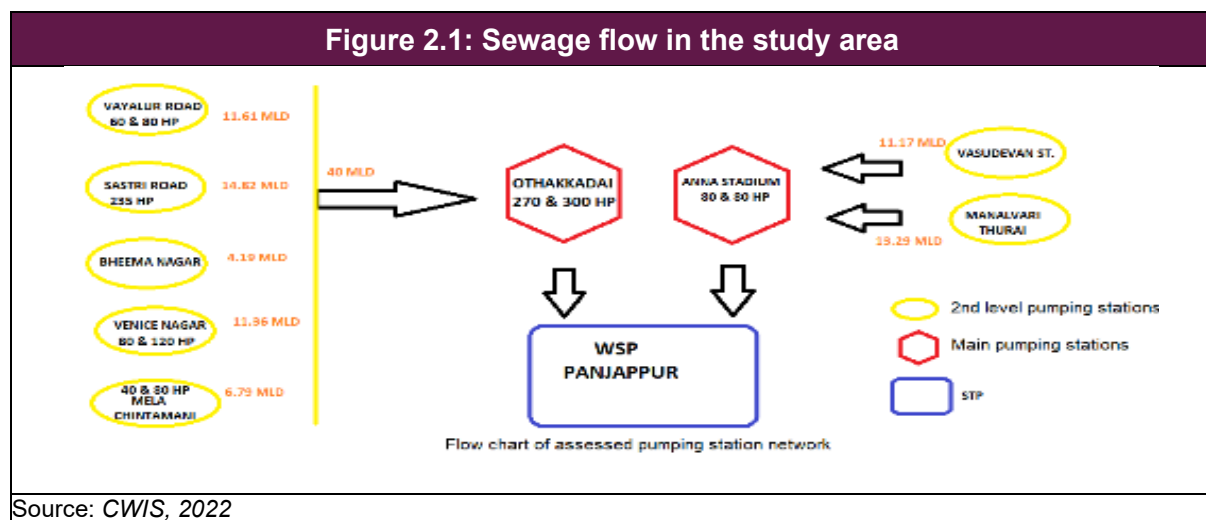 Figure 2.1: Sewage flow in the study area
VAYALUR ROAD
60 & 80 HP
11.61 MLD
SASTRI ROAD
235 HP
14.82 MLD
BHEEMA NAGAR
4.19 MLD
VENICE NAGAR
80 & 120 HP
11.36 MLD
40 & 80 HP
MELA
CHINTAMANI
6.79 MLD
40 MLD
OTHAKKADAI
270 & 300 HP
ANNA STADIUM
80 & 80 HP
11.17 MLD
VASUDEVAN ST.
MANALVARI
THURAI
13.29 MLD
WSP
PANJAPPUR
2nd level pumping stations
Main pumping stations
STP
Flow chart of assessed pumping station network
Source: CWIS, 2022